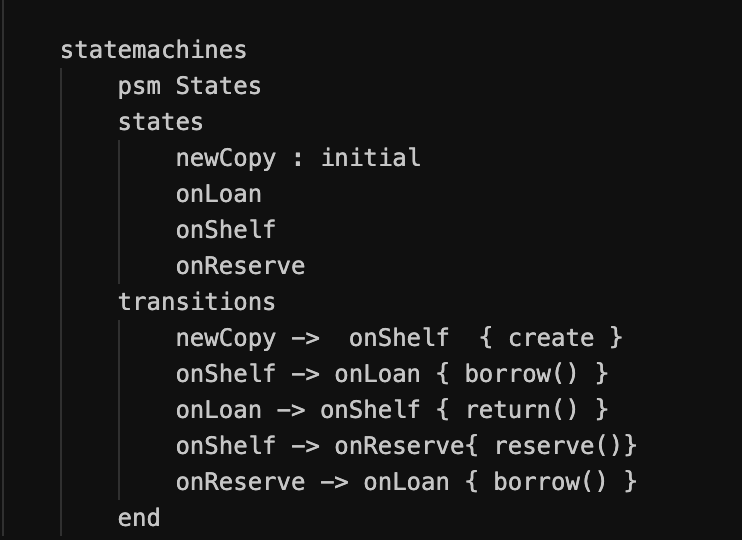 statemachines
psm States
states
newCopy : initial
onLoan
onShelf
onReserve
transitions
newCopy ->  onShelf  { create }
onShelf -> onLoan { borrow() }
onLoan -> onShelf { return() }
onShelf -> onReserve{ reserve()}
onReserve -> onLoan { borrow() }
end